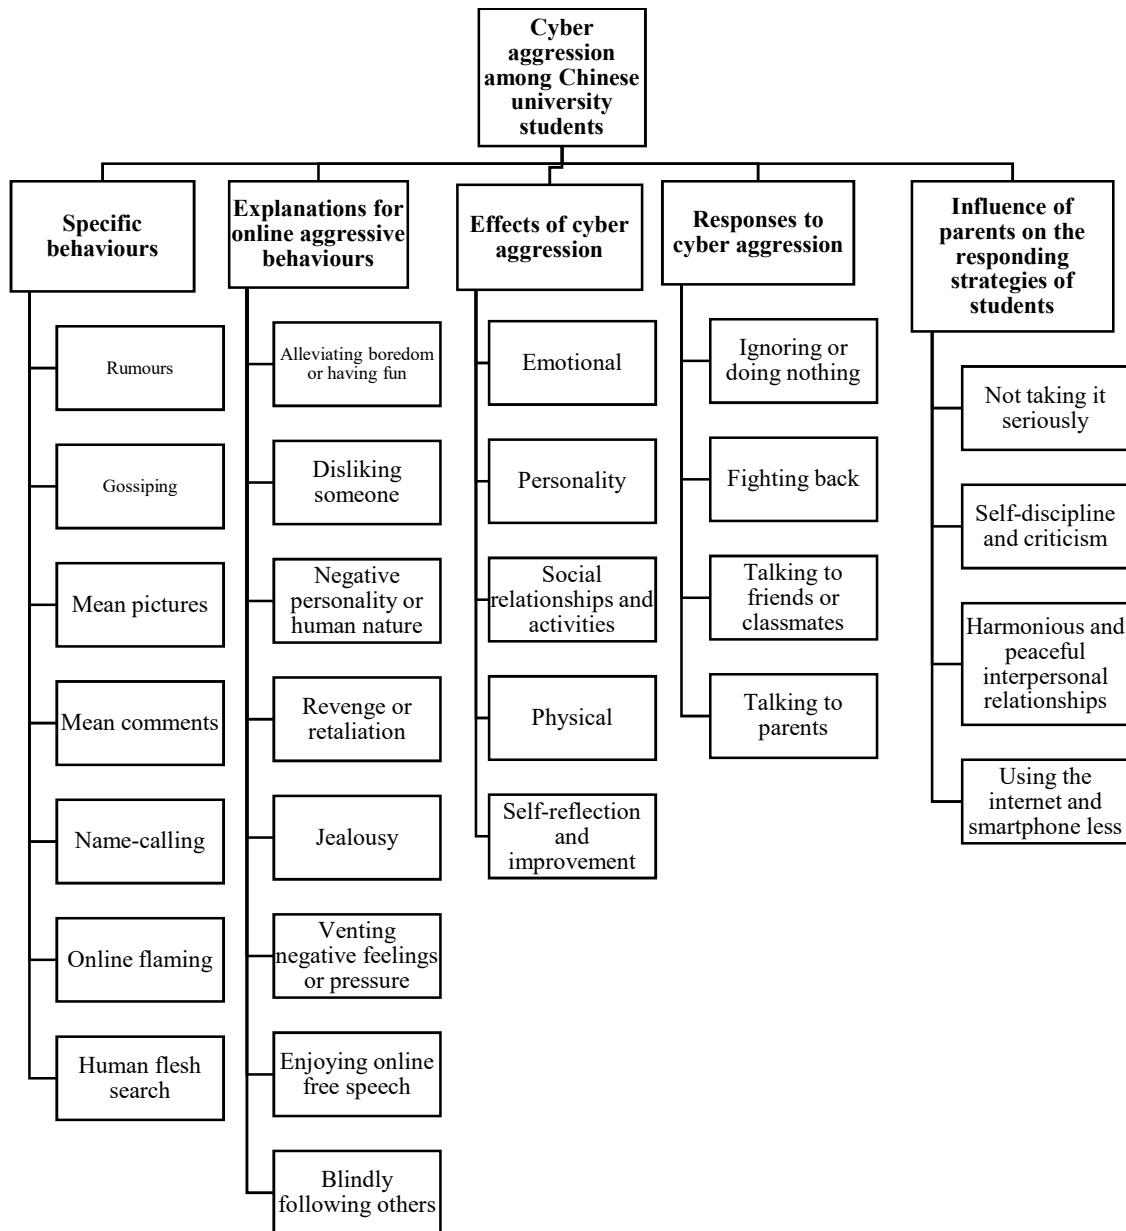 Cyber
aggression
among Chinese
university
students
Specific
behaviours
Rumours
Gossiping
Mean pictures
Mean comments
Name-calling
Online flaming
Human flesh
search
Explanations for
online aggressive
behaviours
Alleviating boredom
or having fun
Disliking
someone
Negative
personality or
human nature
Revenge or
retaliation
Jealousy
Venting
negative feelings
or pressure
Enjoying online
free speech
Blindly
following others
Effects of cyber
aggression
Emotional
Personality
Social
relationships and
activities
Physical
Self-reflection
and
improvement
Responses to
cyber aggression
Ignoring or
doing nothing
Fighting back
Talking to
friends or
classmates
Talking to
parents
Influence of
parents on the
responding
strategies of
students
Not taking it
seriously
Self-discipline
and criticism
Harmonious and
peaceful
interpersonal
relationships
Using the
internet and
smartphone less